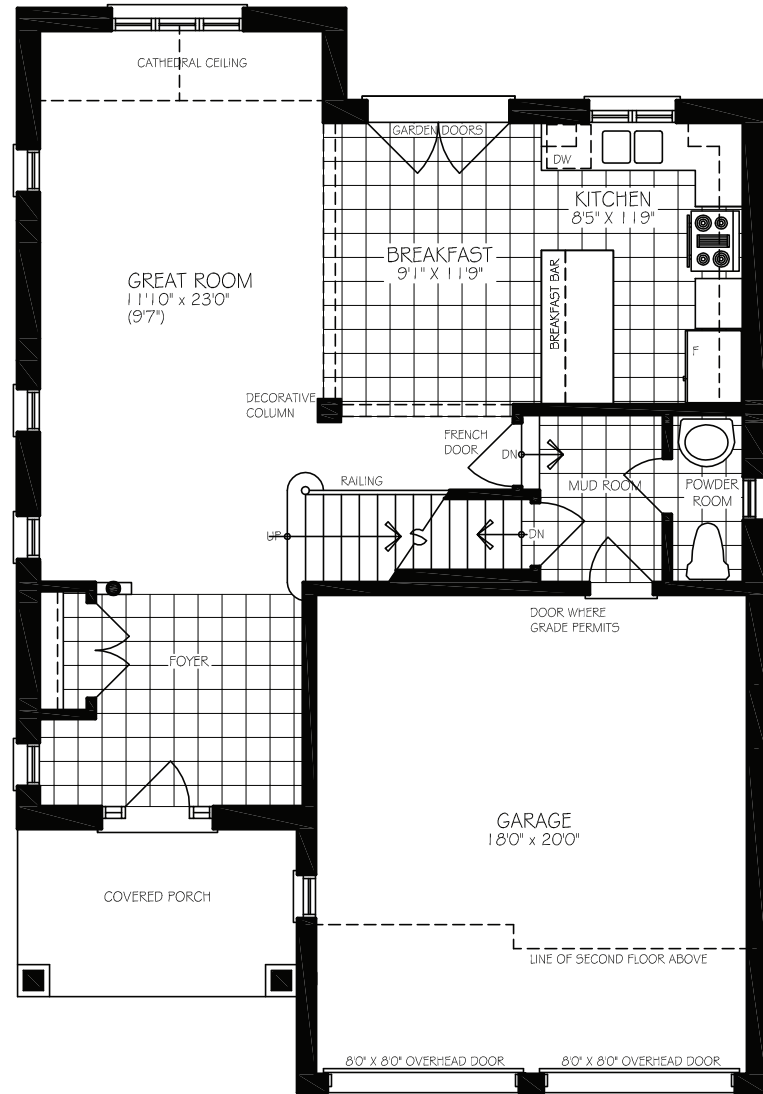 CATHEDRAL CEILING
GARDEN DOORS
DW
KITCHEN
8'5" X 11'9"
BREAKFAST
9'1" X 11'9"
GREAT ROOM
11'10" x 23'0"
(9'7")
BREAKFAST BAR
F
DECORATIVE
COLUMN
FRENCH
DOOR
DN
RAILING
MUD ROOM
POWDER
ROOM
UP
DN
DOOR WHERE
GRADE PERMITS
FOYER
GARAGE
18'0" x 20'0"
COVERED PORCH
LINE OF SECOND FLOOR ABOVE
8'0" X 8'0" OVERHEAD DOOR
8'0" X 8'0" OVERHEAD DOOR